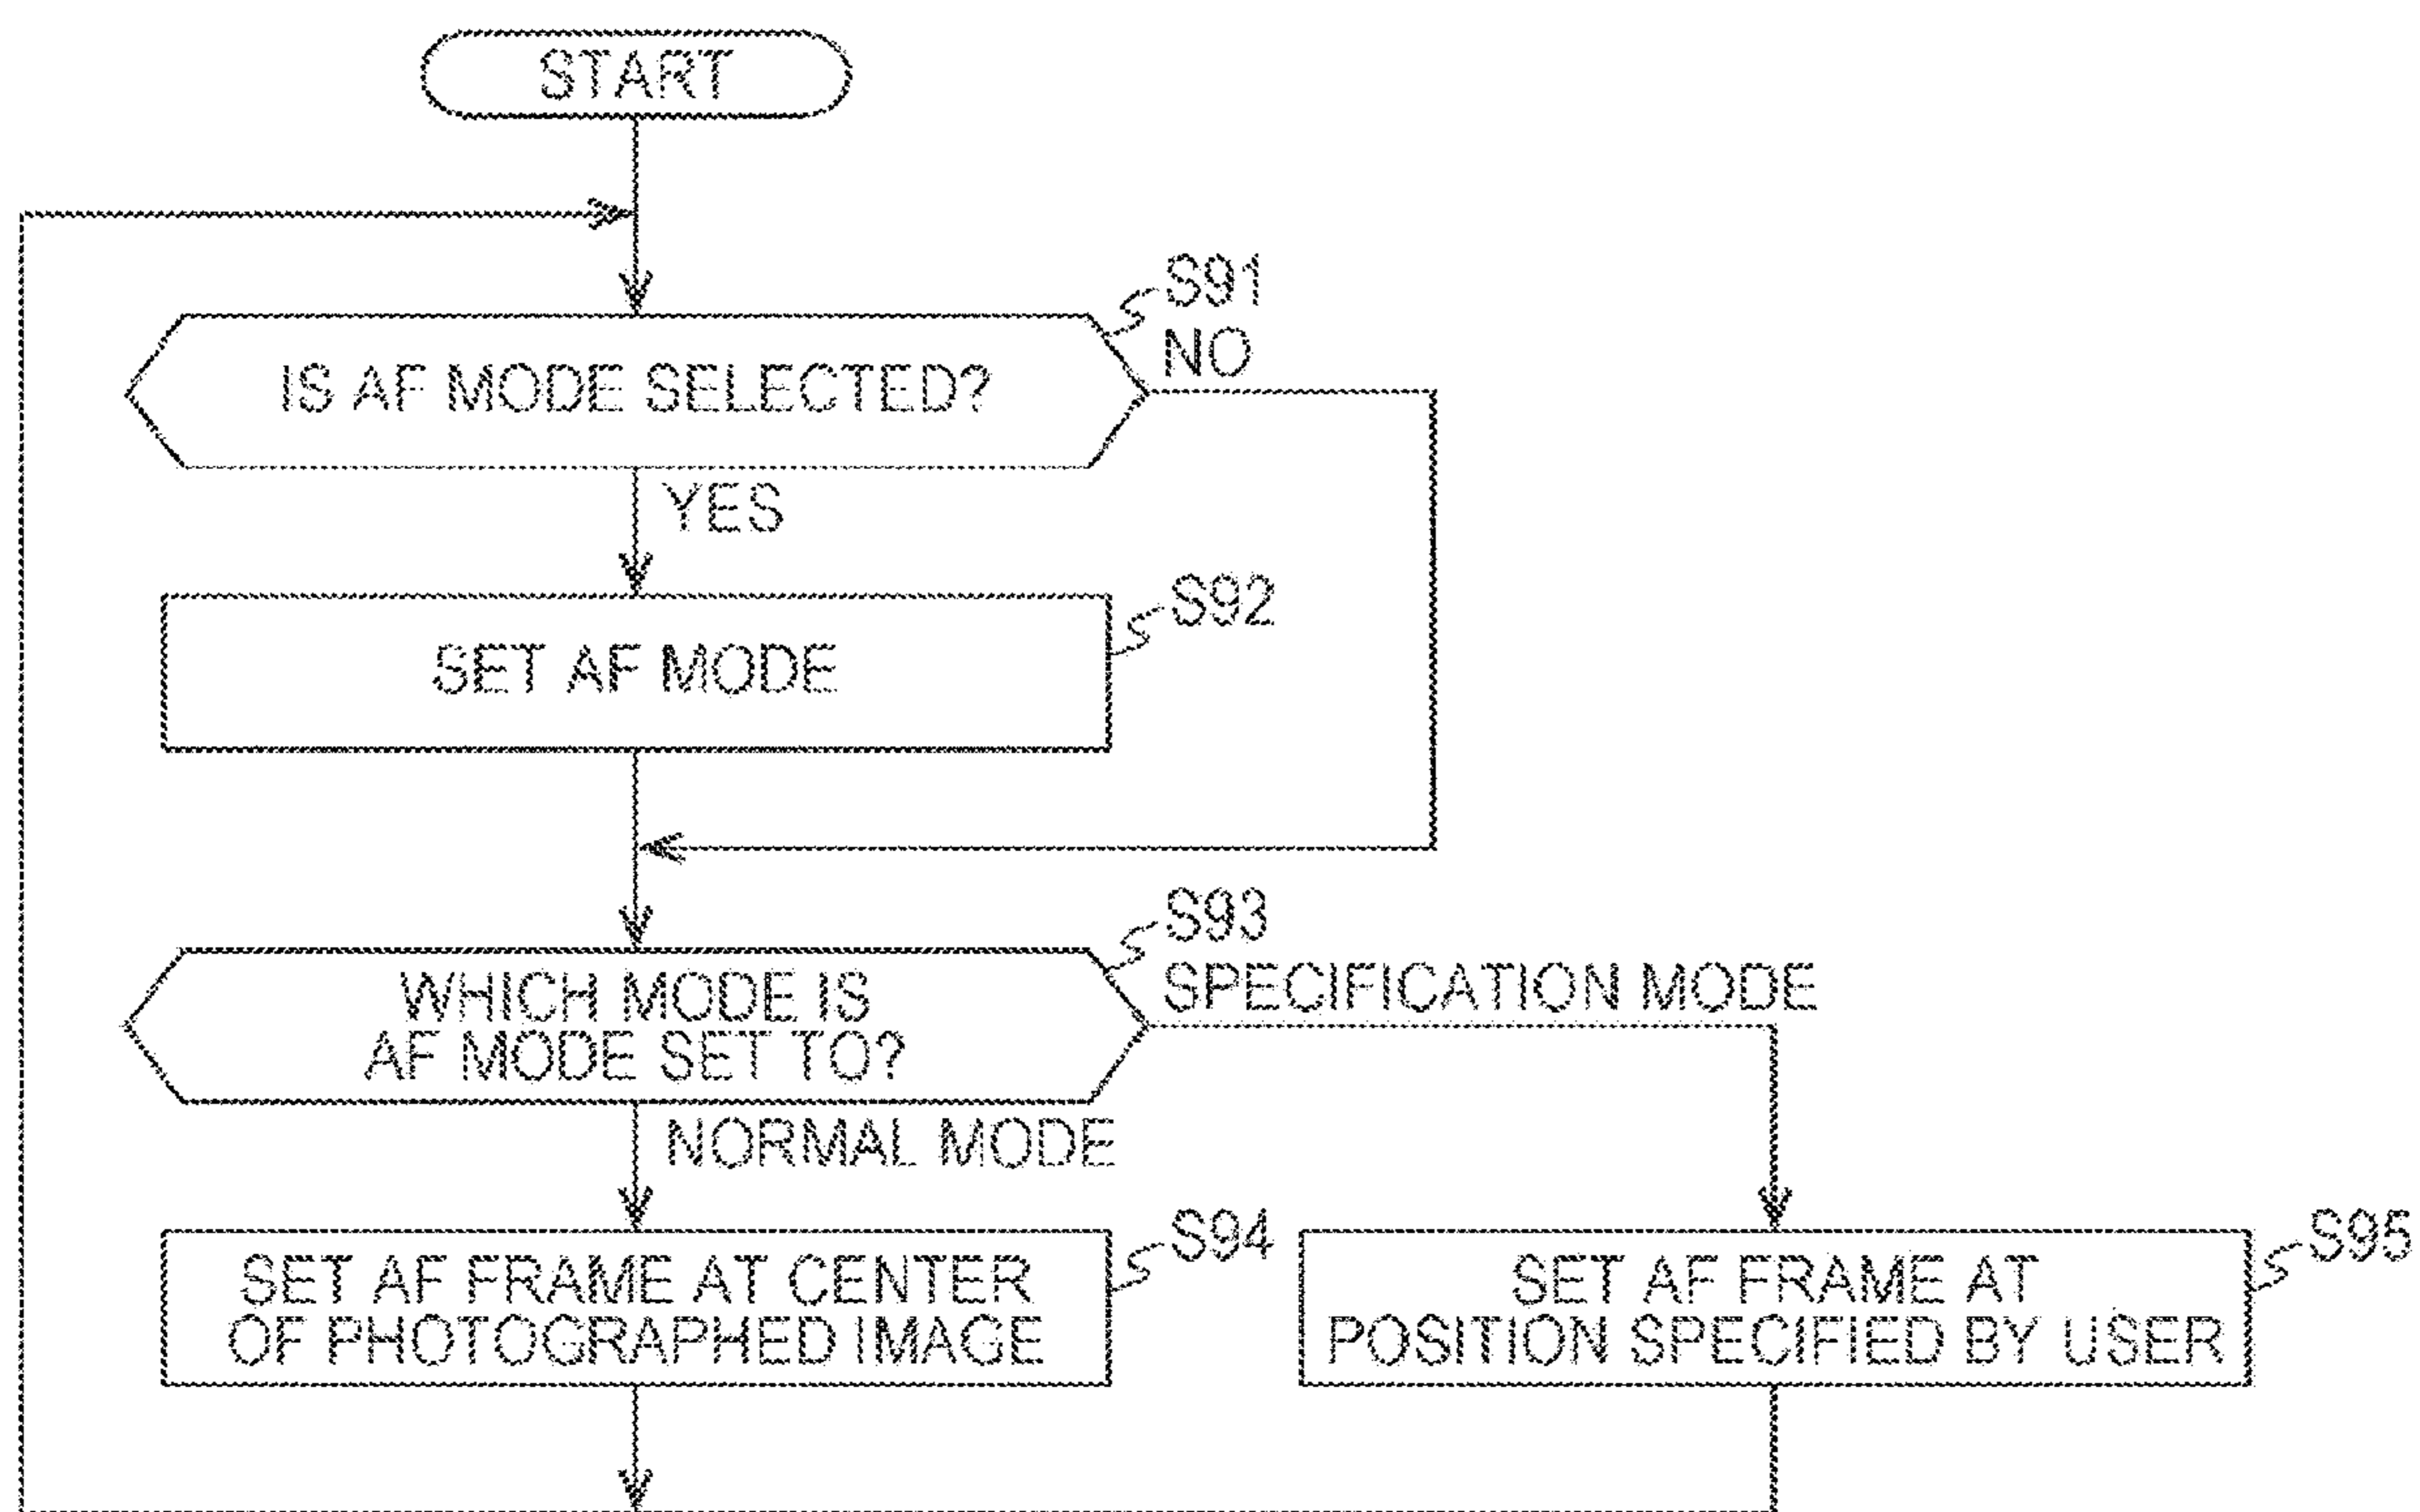 START
S91
NO
IS AF MODE SELECTED?
YES
S92
SET AF MODE
S93
SPECIFICATION MODE
WHICH MODE IS
AF MODE SET TO?
NORMAL MODE
S94
SET AF FRAME AT CENTER
OF PHOTOGRAPHED IMAGE
S95
SET AF FRAME AT
POSITION SPECIFIED BY USER